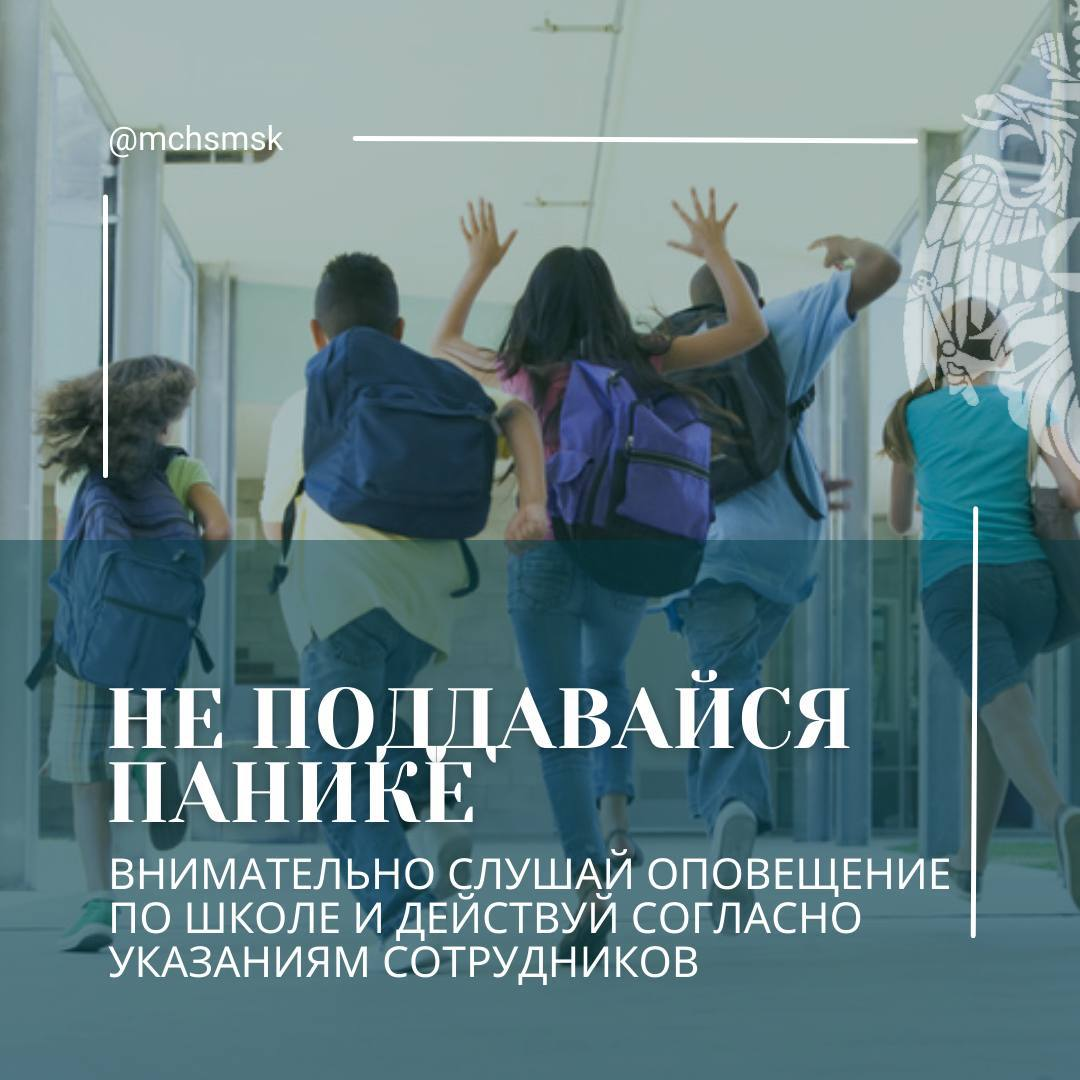 @mchsmsk
НЕ ПОДДАВАЙСЯ
ПАНИКЕ
ВНИМАТЕЛЬНО СЛУШАЙ ОПОВЕЩЕНИЕ
ПО ШКОЛЕ И ДЕЙСТВУЙ СОГЛАСНО
УКАЗАНИЯМ СОТРУДНИКОВ